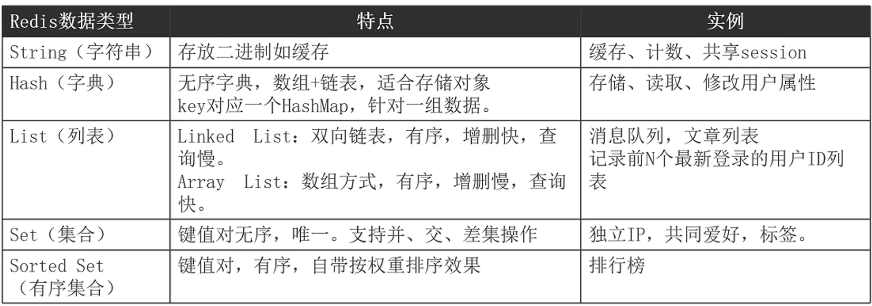 Redis数据类型 特点 实例
String（字符串） 存放二进制如缓存 缓存、计数、共享session
Hash（字典） 无序字典，数组+链表，适合存储对象 存储、读取、修改用户属性
key对应一个HashMap，针对一组数据。
List（列表） Linked List：双向链表，有序，增删快，查 消息队列，文章列表
询慢。 记录前N个最新登录的用户ID列
Array List：数组方式，有序，增删慢，查询 表
快。
Set（集合） 键值对无序，唯一。支持并、交、差集操作 独立IP，共同爱好，标签。
Sorted Set 键值对，有序，自带按权重排序效果 排行榜
（有序集合）